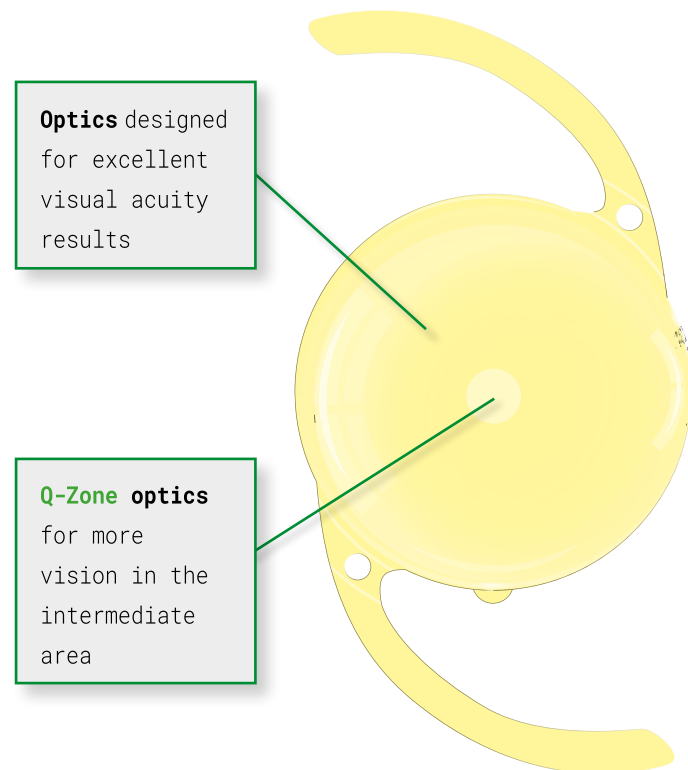 Optics designed
for excellent
visual acuity
results
Q-Zone optics
for more
vision in the
intermediate
area